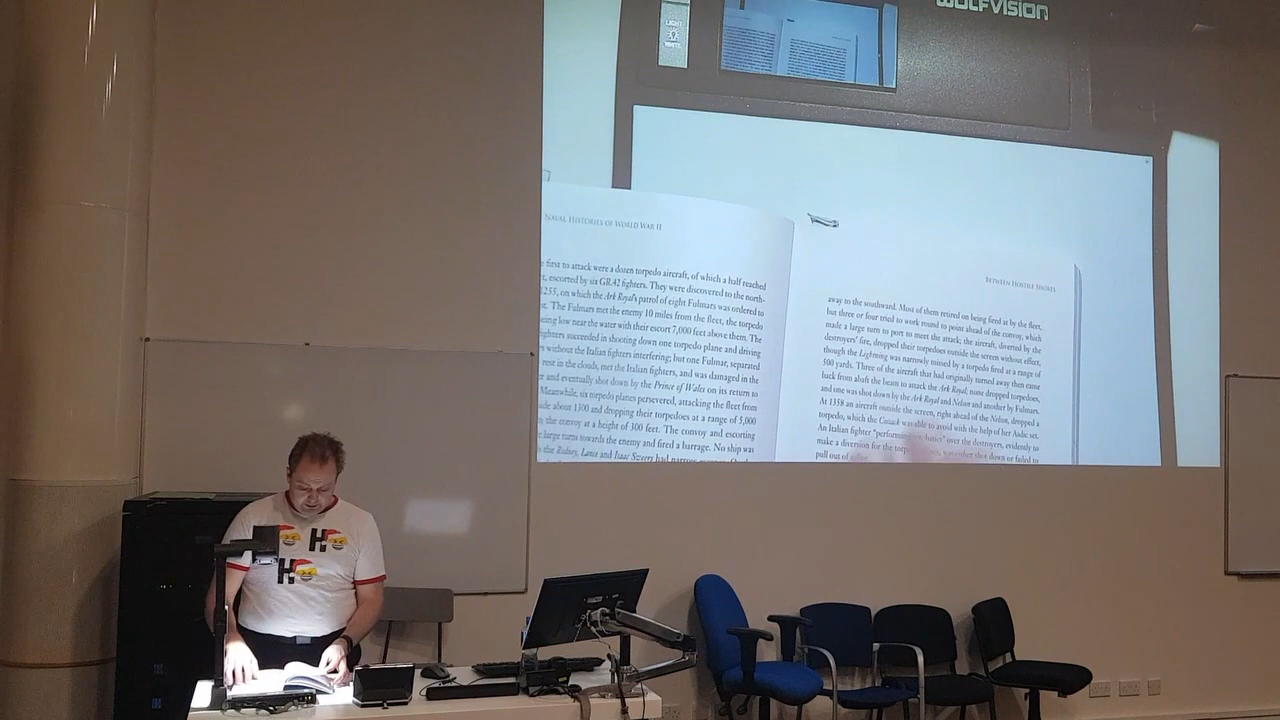 WOLFVISION
LIGHT
WHITE
NAVAL HISTORIES OF WORLD WAR II
first to attack were a dozen torpedo aircraft, of which a half reached
, escorted by six GR.42 fighters. They were discovered to the north-
1255, on which the Ark Royal's patrol of eight Fulmars was ordered to
The Fulmars met the enemy 10 miles from the fleet, the torpedo
eing low near the water with their escort 7,000 feet above them. The
ighters succeeded in shooting down one torpedo plane and driving
without the Italian fighters interfering; but one Fulmar, separated
rest in the clouds, met the Italian fighters, and was damaged in the
and eventually shot down by the Prince of Wales on its return to
Meanwhile, six torpedo planes persevered, attacking the fleet from
about 1300 and dropping their torpedoes at a range of 5,000
the convoy at a height of 300 feet. The convoy and escorting
large turns towards the enemy and fired a barrage. No ship was
the Rodney, Lance and Isaac Sweers had narrow
BETWEEN HOSTILE SHORES
away to the southward. Most of them retired on being fired at by the fleet,
but three or four tried to work round to point ahead of the convoy, which
made a large turn to port to meet the attack; the aircraft, diverted by the
destroyers' fire, dropped their torpedoes outside the screen without effect,
though the Lightning was narrowly missed by a torpedo fired at a range of
500 yards. Three of the aircraft that had originally turned away then came
back from abaft the beam to attack the Ark Royal; none dropped torpedoes,
and one was shot down by the Ark Royal and Nelson and another by Fulmars.
At 1358 an aircraft outside the screen, right ahead of the Nelson, dropped a
torpedo, which the Cossack was able to avoid with the help of her Asdic set.
An Italian fighter "performed over the destroyers, evidently to
make a diversion for the was either shot down or failed to
pull out of
H
H